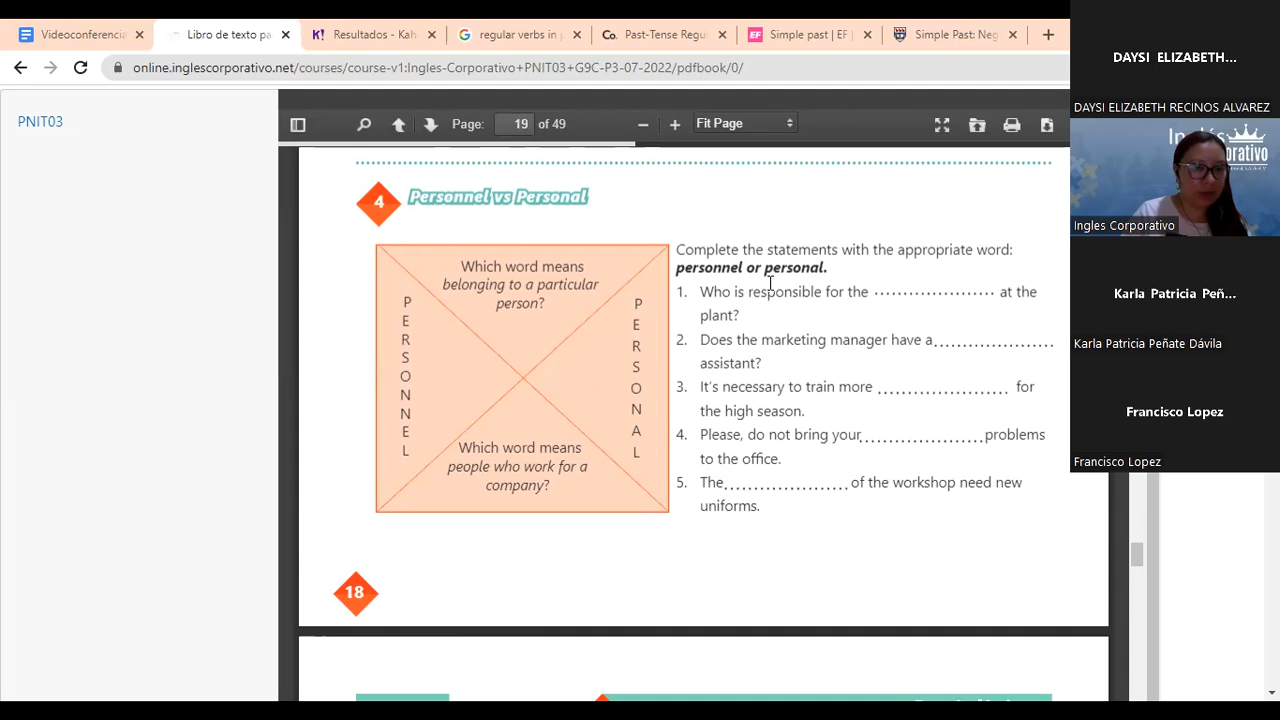 Videoconferencia
Libro de texto pa
Resultados - Kah
regular verbs in p
Past-Tense Regu
Simple past | EF |
Simple Past: Neg
online.inglescorporativo.net/courses/course-v1:Ingles-Corporativo+PNIT03+G9C-P3-07-2022/pdfbook/0/
PNIT03
Page: 19 of 49
Fit Page
4
Personnel vs Personal
Which word means
belonging to a particular
person?
PERSONNEL
PERSONAL
Which word means
people who work for a
company?
Complete the statements with the appropriate word:
personnel or personal.
1. Who is responsible for the ..................... at the
plant?
2. Does the marketing manager have a.....................
assistant?
3. It's necessary to train more ...................... for
the high season.
4. Please, do not bring your.....................problems
to the office.
5. The.....................of the workshop need new
uniforms.
18
DAYSI ELIZABETH...
DAYSI ELIZABETH RECINOS ALVAREZ
Ingles Corporativo
Karla Patricia Peñ...
Karla Patricia Peñate Dávila
Francisco Lopez
Francisco Lopez